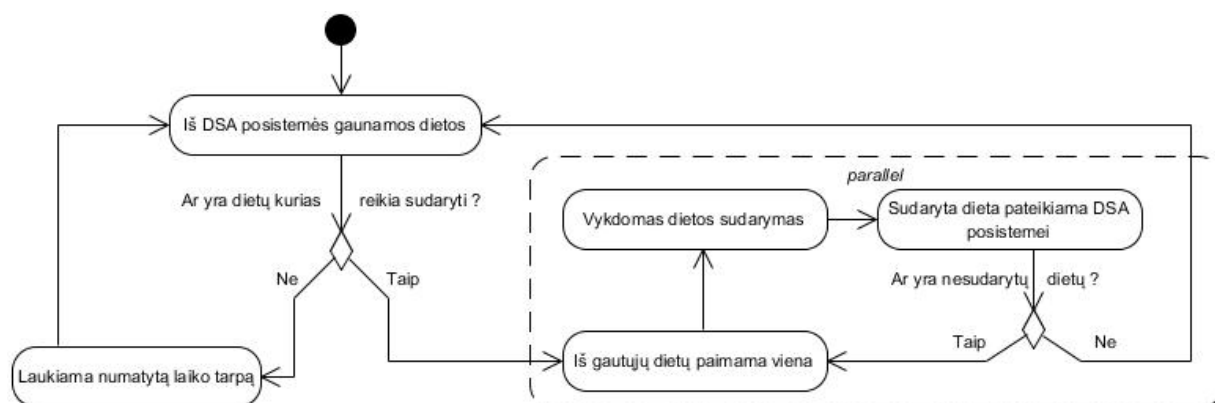 Iš DSA posistemės gaunamos dietos
Ar yra dietų kurias reikia sudaryti ?
Ne
Taip
Laukiama numatytą laiko tarpą
parallel
Vykdomas dietos sudarymas
Sudaryta dieta pateikiama DSA
posistemei
Ar yra nesudarytų dietų ?
Taip
Ne
Iš gautųjų dietų paimama viena